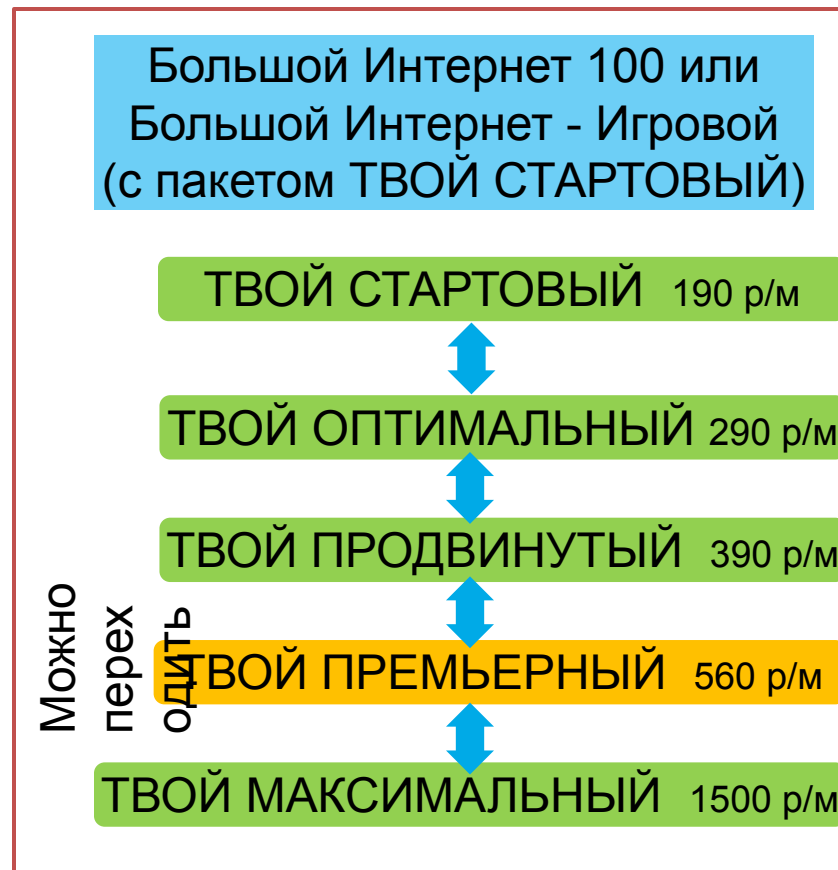 Большой Интернет 100 или
Большой Интернет - Игровой
(с пакетом ТВОЙ СТАРТОВЫЙ)
ТВОЙ СТАРТОВЫЙ 190 р/м
ТВОЙ ОПТИМАЛЬНЫЙ 290 р/м
ТВОЙ ПРОДВИНУТЫЙ 390 р/м
Можно
перех
одить
ТВОЙ ПРЕМЬЕРНЫЙ 560 р/м
ТВОЙ МАКСИМАЛЬНЫЙ 1500 р/м